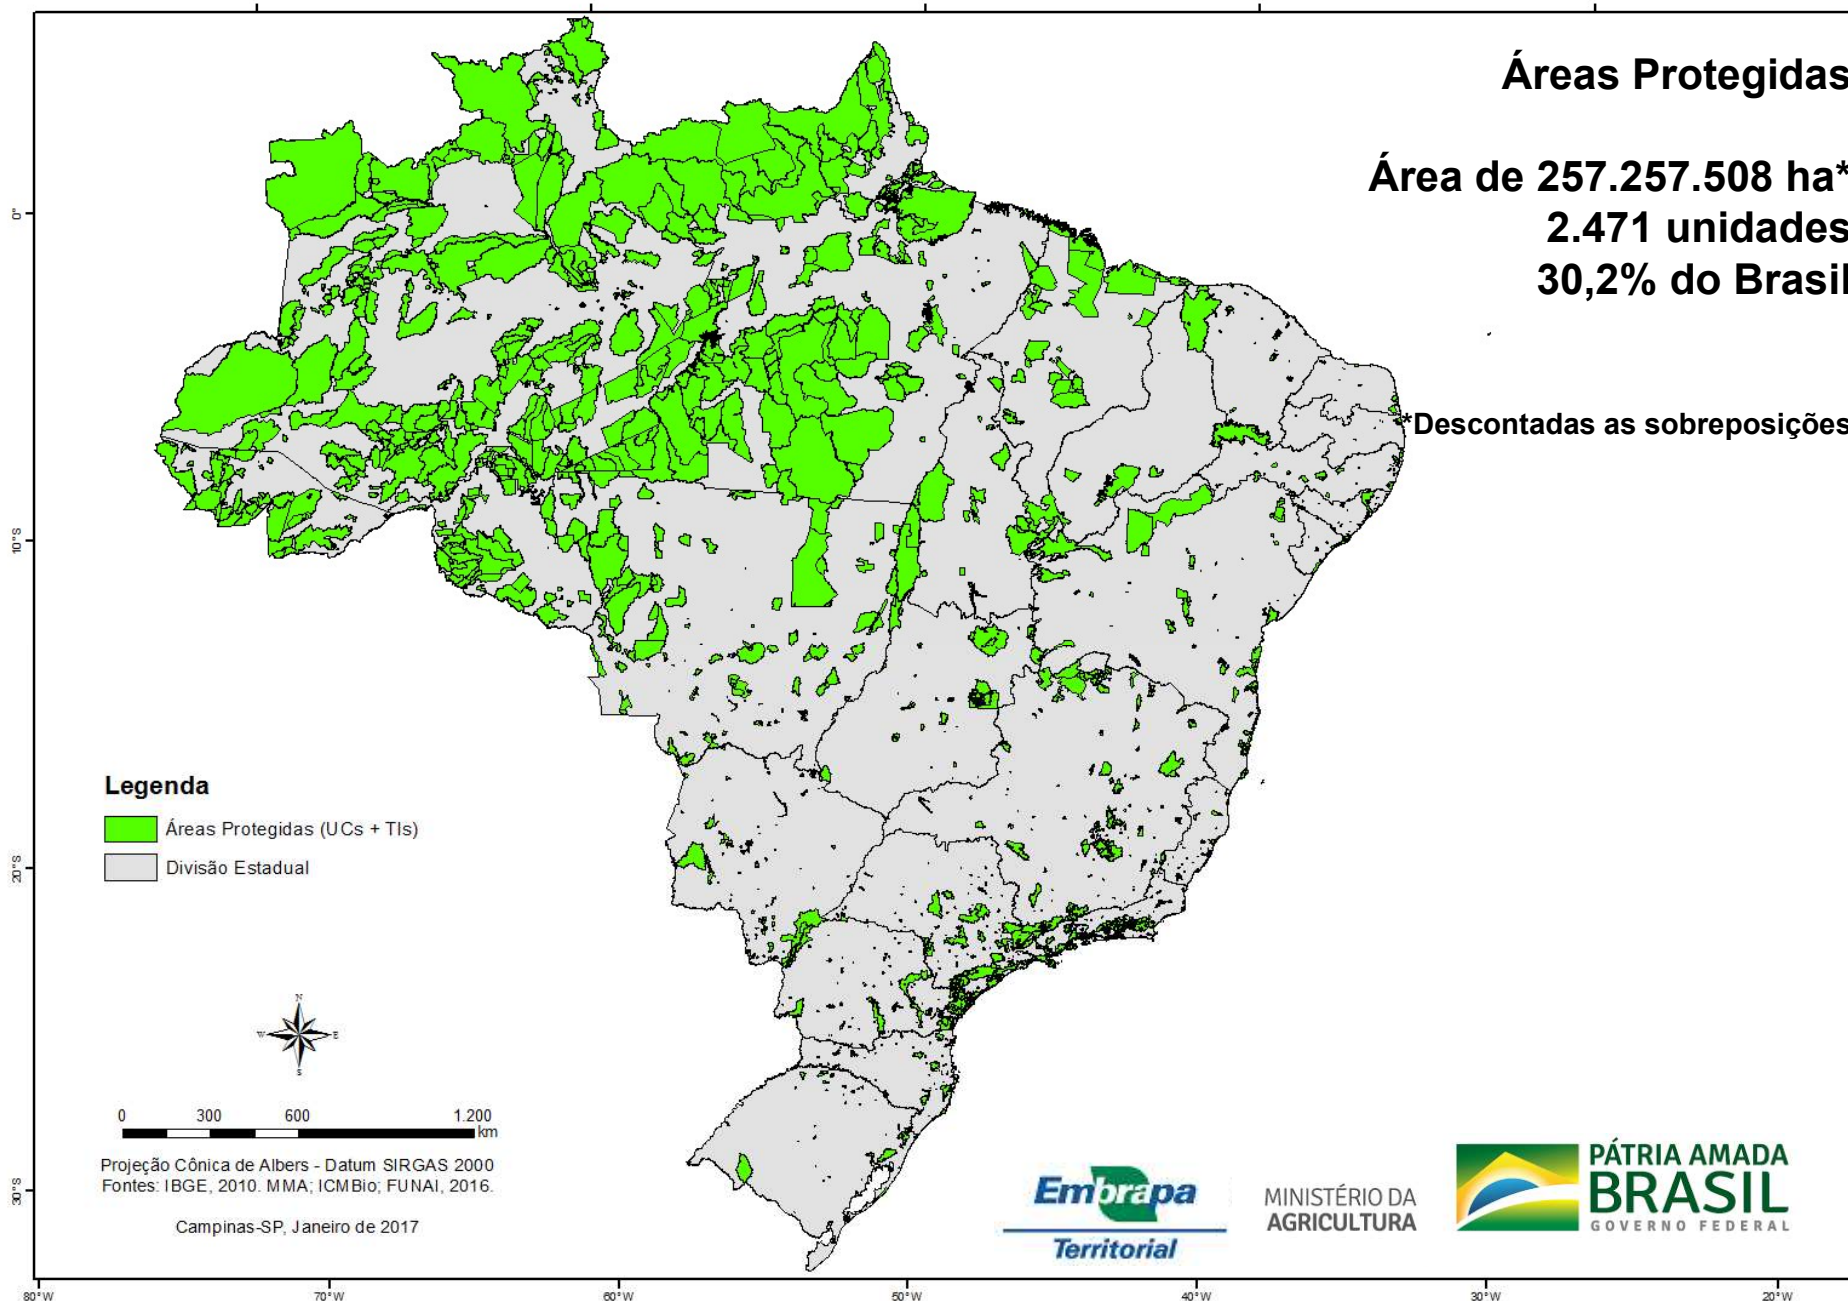 Áreas Protegidas
Área de 257.257.508 ha*
2.471 unidades
30,2% do Brasil
*Descontadas as sobreposições
0°
10°S
20°S
30°S
Legenda
Áreas Protegidas (UCs + TIs)
Divisão Estadual
N
W E
S
0 300 600 1.200
km
Projeção Cônica de Albers - Datum SIRGAS 2000
Fontes: IBGE, 2010. MMA; ICMBio; FUNAI, 2016.
Campinas-SP, Janeiro de 2017
Embrapa
Territorial
MINISTÉRIO DA
AGRICULTURA
PÁTRIA AMADA
BRASIL
GOVERNO FEDERAL
80°W 70°W 60°W 50°W 40°W 30°W 20°W